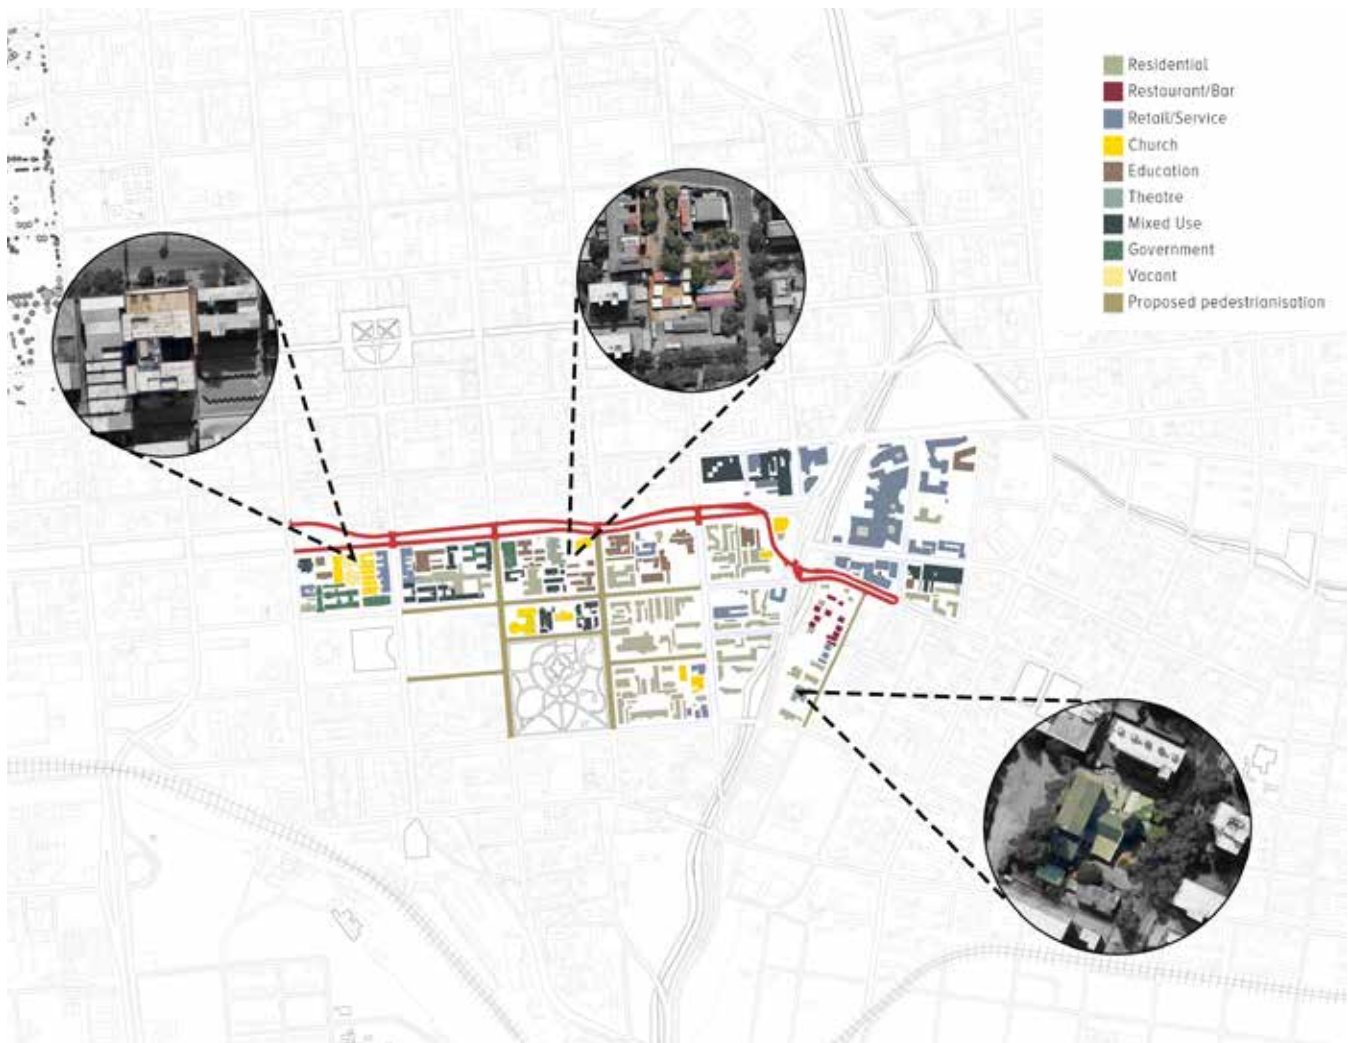 Residential
Restaurant/Bar
Retail/Service
Church
Education
Theatre
Mixed Use
Government
Vacant
Proposed pedestrianisation